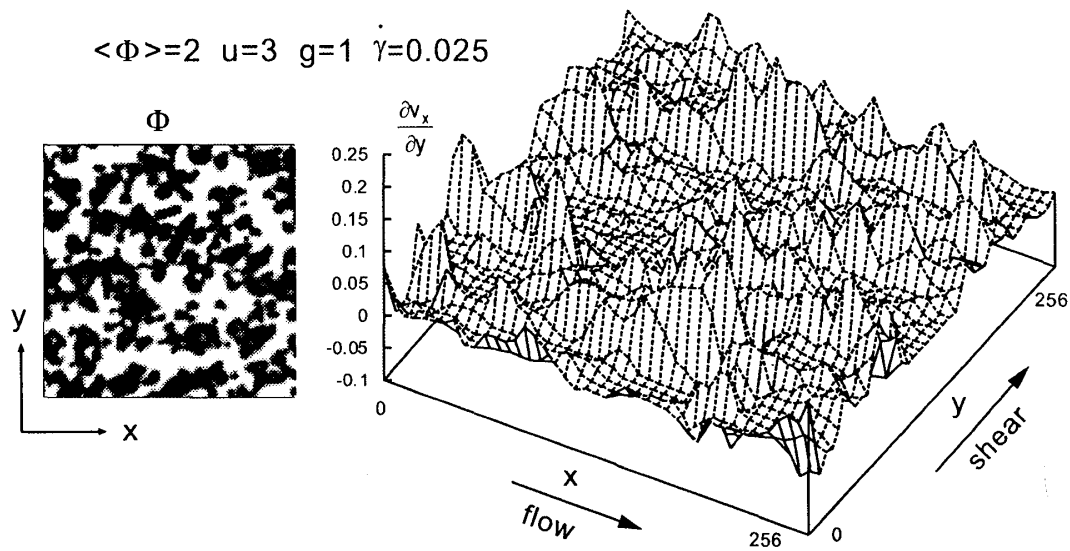 <Φ>=2 u=3 g=1 γ̇=0.025
Φ
y
x
∂vₓ
∂y
0.25
0.2
0.15
0.1
0.05
0
-0.05
-0.1
0
x
flow
256
0
y
shear
256